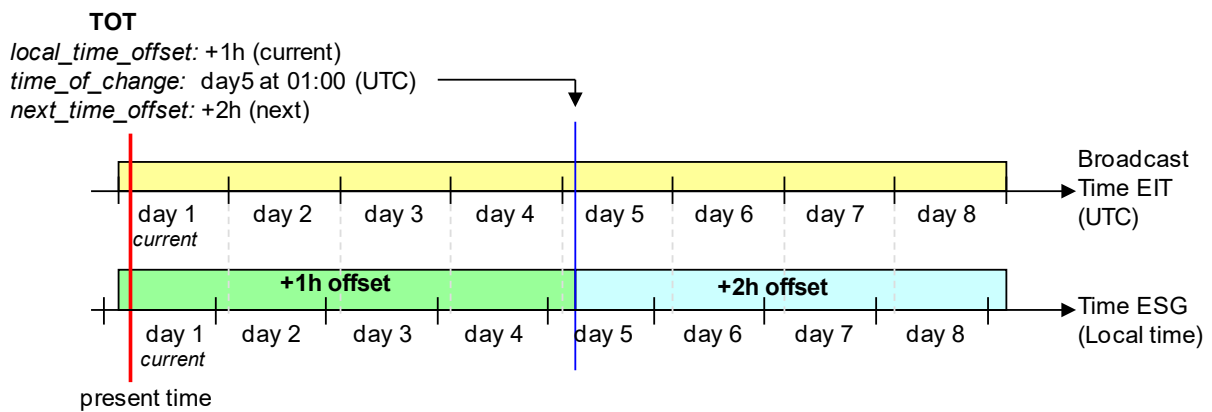 TOT
local_time_offset: +1h (current)
time_of_change: day5 at 01:00 (UTC)
next_time_offset: +2h (next)
Broadcast
Time EIT
(UTC)
day 1 day 2 day 3 day 4 day 5 day 6 day 7 day 8
current
+1h offset +2h offset
Time ESG
(Local time)
day 1 day 2 day 3 day 4 day 5 day 6 day 7 day 8
current
present time